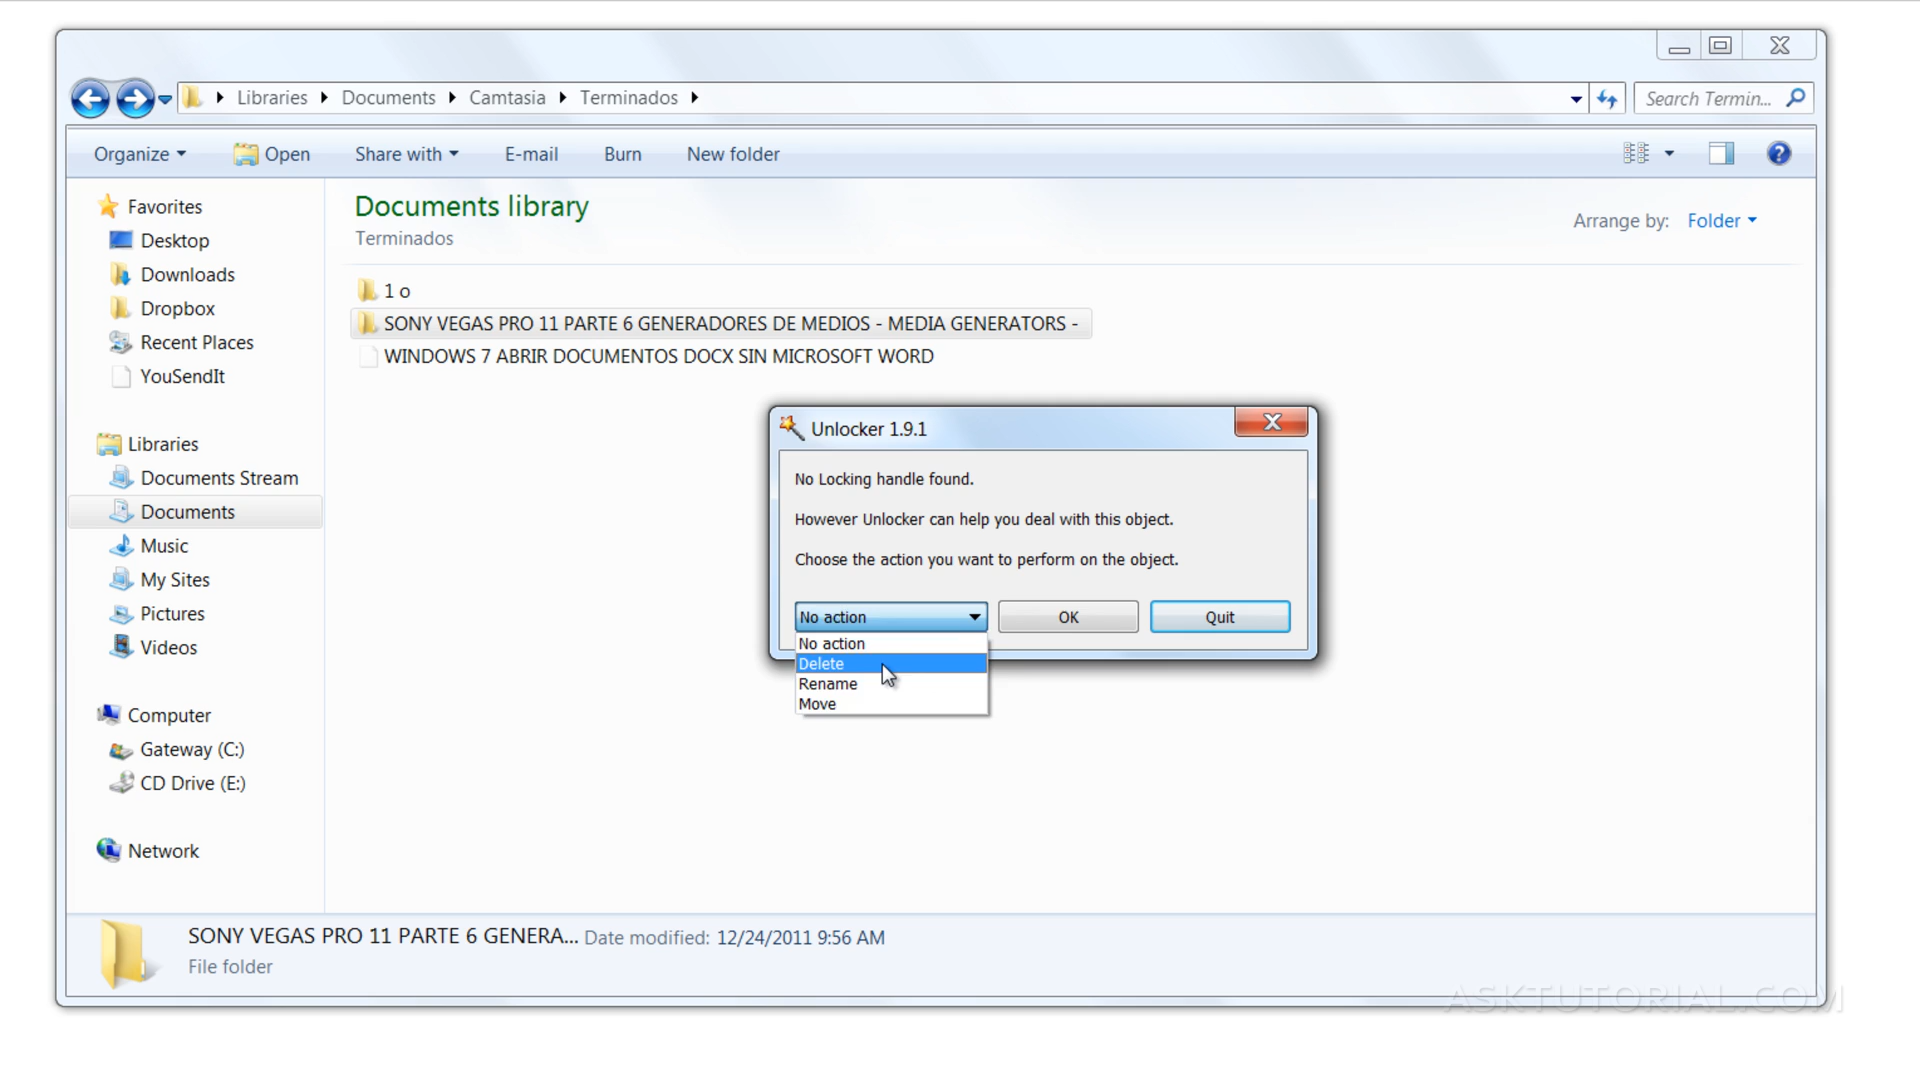 Libraries Documents Camtasia Terminados
Search Termin...
Organize Open Share with E-mail Burn New folder
Favorites
Desktop
Downloads
Dropbox
Recent Places
YouSendIt
Libraries
Documents Stream
Documents
Music
My Sites
Pictures
Videos
Computer
Gateway (C:)
CD Drive (E:)
Network
Documents library
Terminados
Arrange by: Folder
1 o
SONY VEGAS PRO 11 PARTE 6 GENERADORES DE MEDIOS - MEDIA GENERATORS -
WINDOWS 7 ABRIR DOCUMENTOS DOCX SIN MICROSOFT WORD
Unlocker 1.9.1
No Locking handle found.
However Unlocker can help you deal with this object.
Choose the action you want to perform on the object.
No action OK Quit
No action
Delete
Rename
Move
SONY VEGAS PRO 11 PARTE 6 GENERA... Date modified: 12/24/2011 9:56 AM
File folder
ASKTUTORIAL.COM